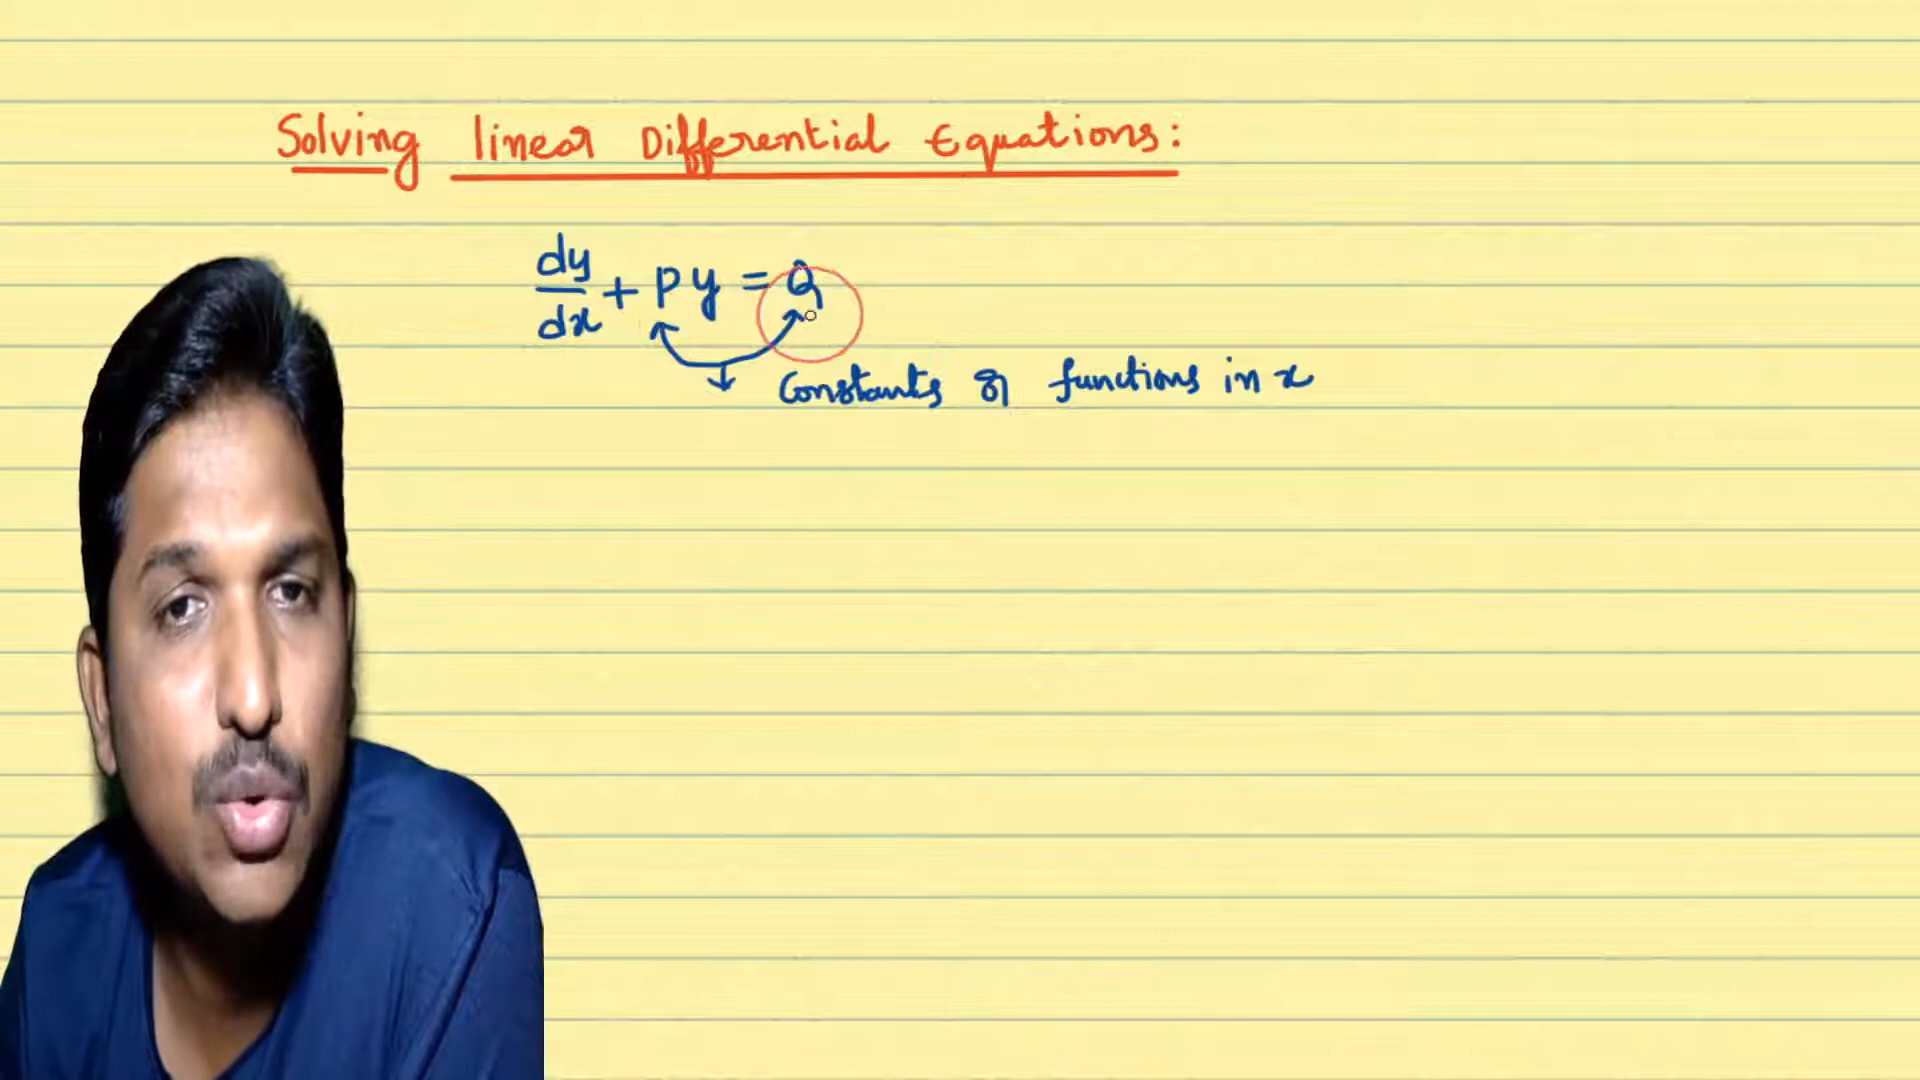 Solving linear Differential Equations:
dy/dx + py = Q
Constants or functions in x